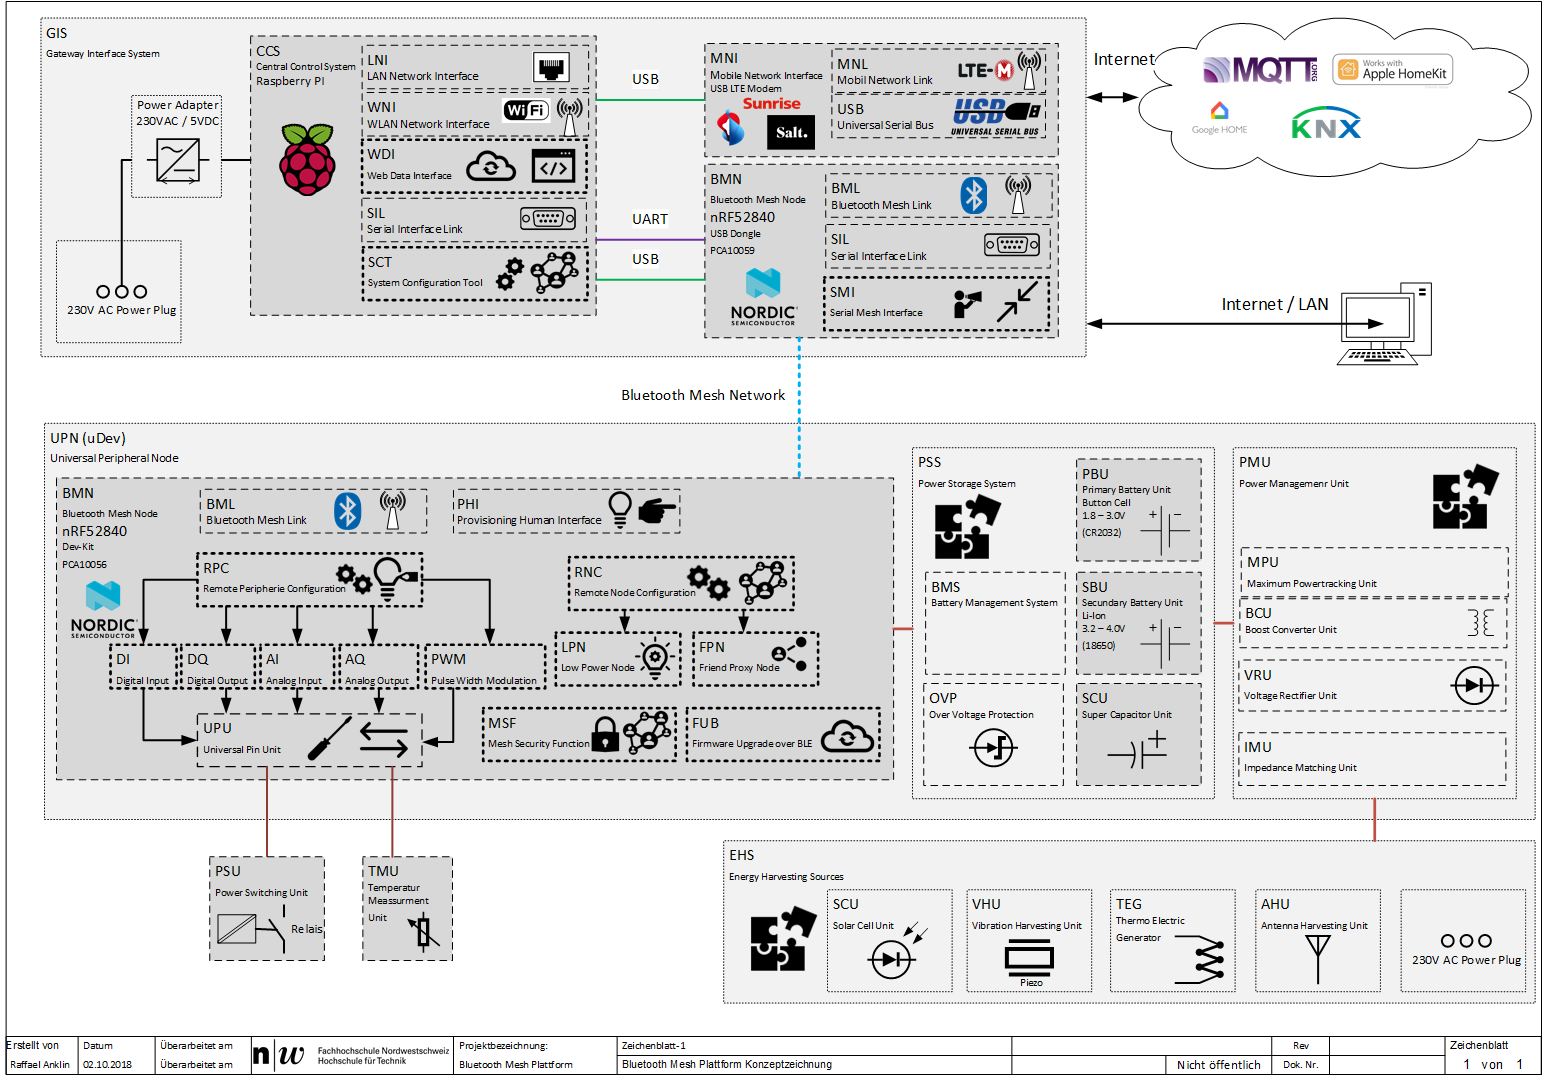 GIS
Gateway Interface System
CCS
Central Control System
Raspberry PI
LNI
LAN Network Interface
WNI
WLAN Network Interface
WiFi
WDI
Web Data Interface
</>
SIL
Serial Interface Link
SCT
System Configuration Tool
Power Adapter
230VAC / 5VDC
230V AC Power Plug
USB
UART
USB
MNI
Mobile Network Interface
USB LTE Modem
Sunrise
Salt.
MNL
Mobil Network Link
LTE-M
USB
Universal Serial Bus
USB
UNIVERSAL SERIAL BUS
BMN
Bluetooth Mesh Node
nRF52840
USB Dongle
PCA10059
NORDIC
SEMICONDUCTOR
BML
Bluetooth Mesh Link
SIL
Serial Interface Link
SMI
Serial Mesh Interface
Internet
MQTT.ORG
Works with
Apple HomeKit
Google HOME
KNX
Internet / LAN
Bluetooth Mesh Network
UPN (uDev)
Universal Peripheral Node
BMN
Bluetooth Mesh Node
nRF52840
Dev-Kit
PCA10056
NORDIC
SEMICONDUCTOR
BML
Bluetooth Mesh Link
PHI
Provisioning Human Interface
RPC
Remote Peripherie Configuration
RNC
Remote Node Configuration
DI
Digital Input
DQ
Digital Output
AI
Analog Input
AQ
Analog Output
PWM
Pulse Width Modulation
LPN
Low Power Node
FPN
Friend Proxy Node
UPU
Universal Pin Unit
MSF
Mesh Security Function
FUB
Firmware Upgrade over BLE
PSS
Power Storage System
PBU
Primary Battery Unit
Button Cell
1.8 – 3.0V
(CR2032)
BMS
Battery Management System
SBU
Secundary Battery Unit
Li-Ion
3.2 – 4.0V
(18650)
OVP
Over Voltage Protection
SCU
Super Capacitor Unit
PMU
Power Managemenr Unit
MPU
Maximum Powertracking Unit
BCU
Boost Converter Unit
VRU
Voltage Rectifier Unit
IMU
Impedance Matching Unit
PSU
Power Switching Unit
Relais
TMU
Temperatur
Meassurment
Unit
EHS
Energy Harvesting Sources
SCU
Solar Cell Unit
VHU
Vibration Harvesting Unit
Piezo
TEG
Thermo Electric
Generator
AHU
Antenna Harvesting Unit
230V AC Power Plug
Erstellt von
Raffael Anklin
Datum
02.10.2018
Überarbeitet am
Überarbeitet am
n|w
Fachhochschule Nordwestschweiz
Hochschule für Technik
Projektbezeichnung:
Bluetooth Mesh Plattform
Zeichenblatt-1
Bluetooth Mesh Plattform Konzeptzeichnung
Nicht öffentlich
Rev
Dok. Nr.
Zeichenblatt
1 von 1